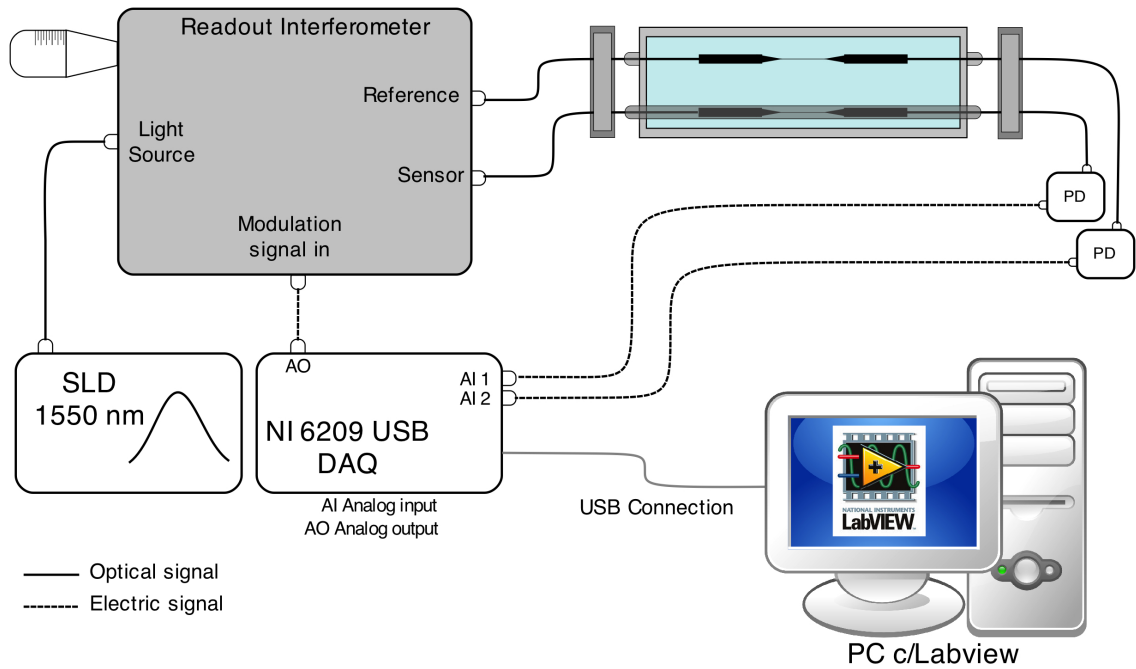 Readout Interferometer
Reference
Light
Source
Sensor
Modulation
signal in
PD
PD
AO
SLD
1550 nm
AI 1
AI 2
NI 6209 USB
DAQ
AI Analog input
AO Analog output
USB Connection
NATIONAL INSTRUMENTS
LabVIEW
Optical signal
Electric signal
PC c/Labview